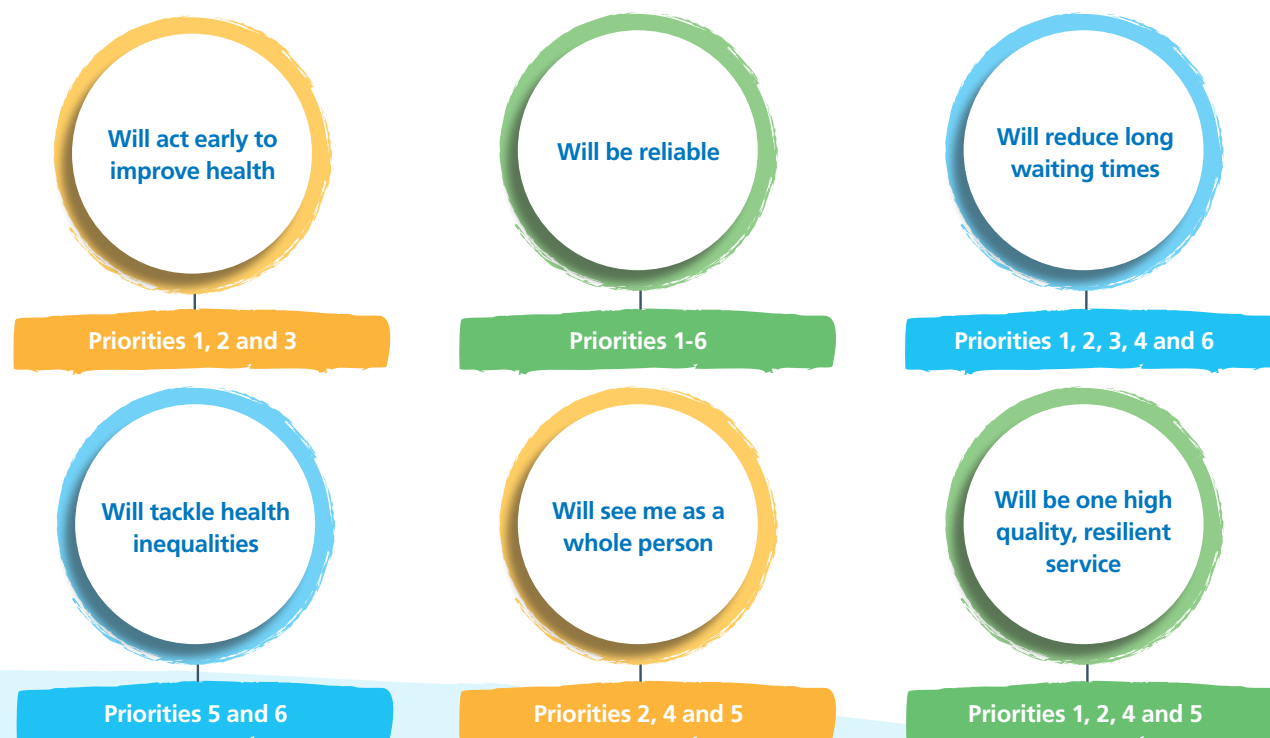 Will act early to
improve health
Priorities 1, 2 and 3
Will be reliable
Priorities 1-6
Will reduce long
waiting times
Priorities 1, 2, 3, 4 and 6
Will tackle health
inequalities
Priorities 5 and 6
Will see me as a
whole person
Priorities 2, 4 and 5
Will be one high
quality, resilient
service
Priorities 1, 2, 4 and 5